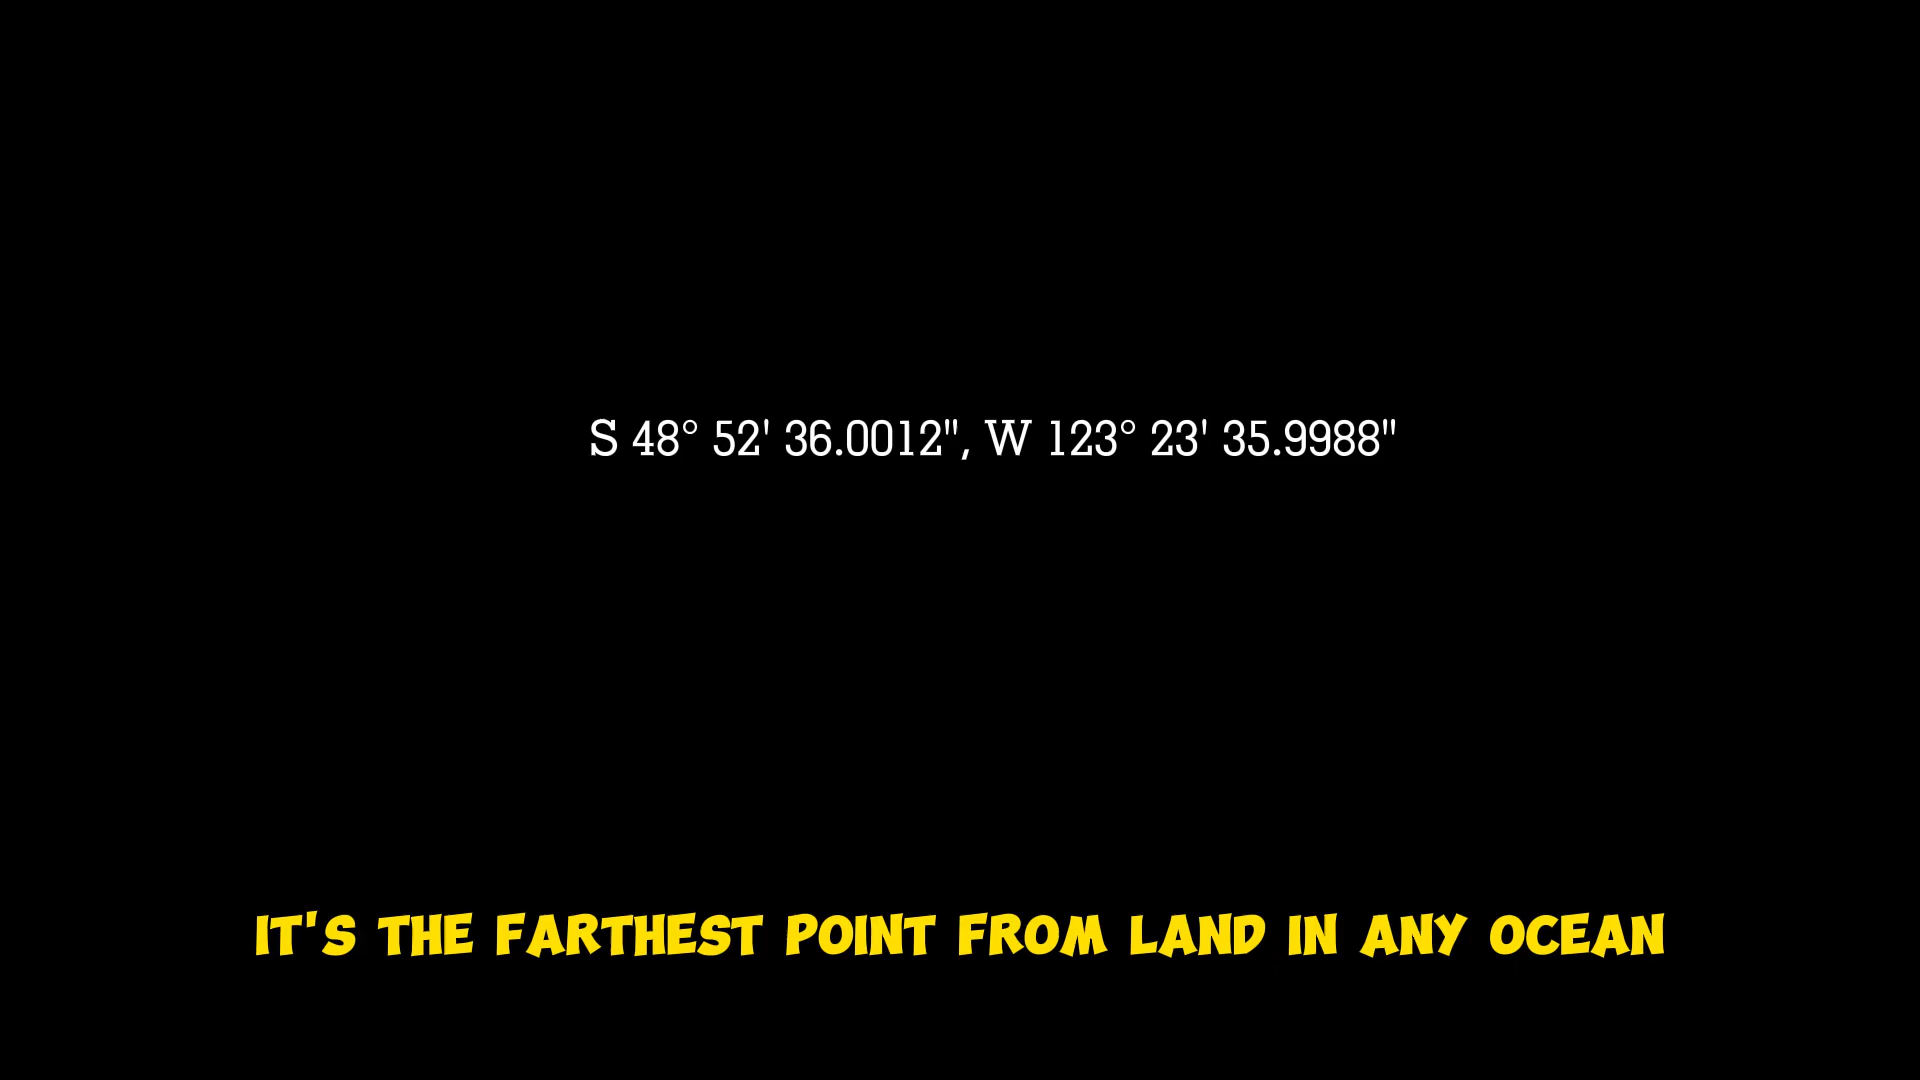 S 48° 52' 36.0012", W 123° 23' 35.9988"
IT'S THE FARTHEST POINT FROM LAND IN ANY OCEAN